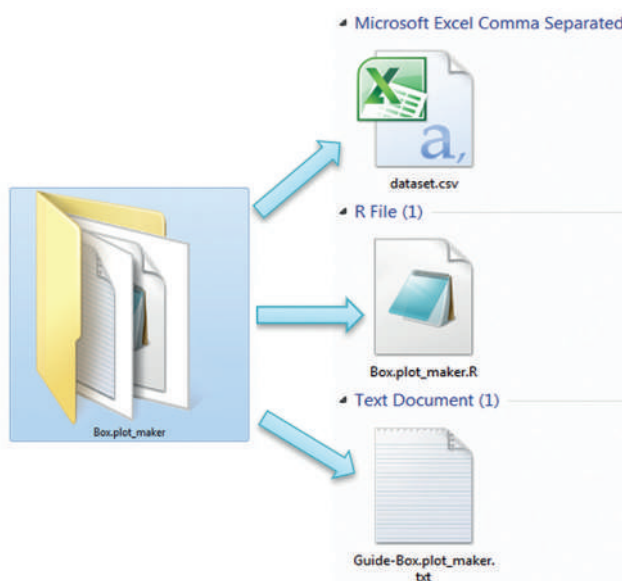 Microsoft Excel Comma Separated
a,
dataset.csv
R File (1)
Box.plot_maker.R
Box.plot_maker
Text Document (1)
Guide-Box.plot_maker.
txt